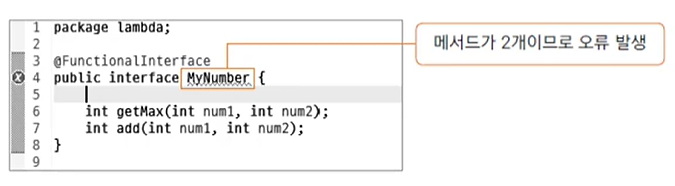 1 package lambda;
2
3 @FunctionalInterface
4 public interface MyNumber {
5
6 int getMax(int num1, int num2);
7 int add(int num1, int num2);
8 }
9
메서드가 2개이므로 오류 발생